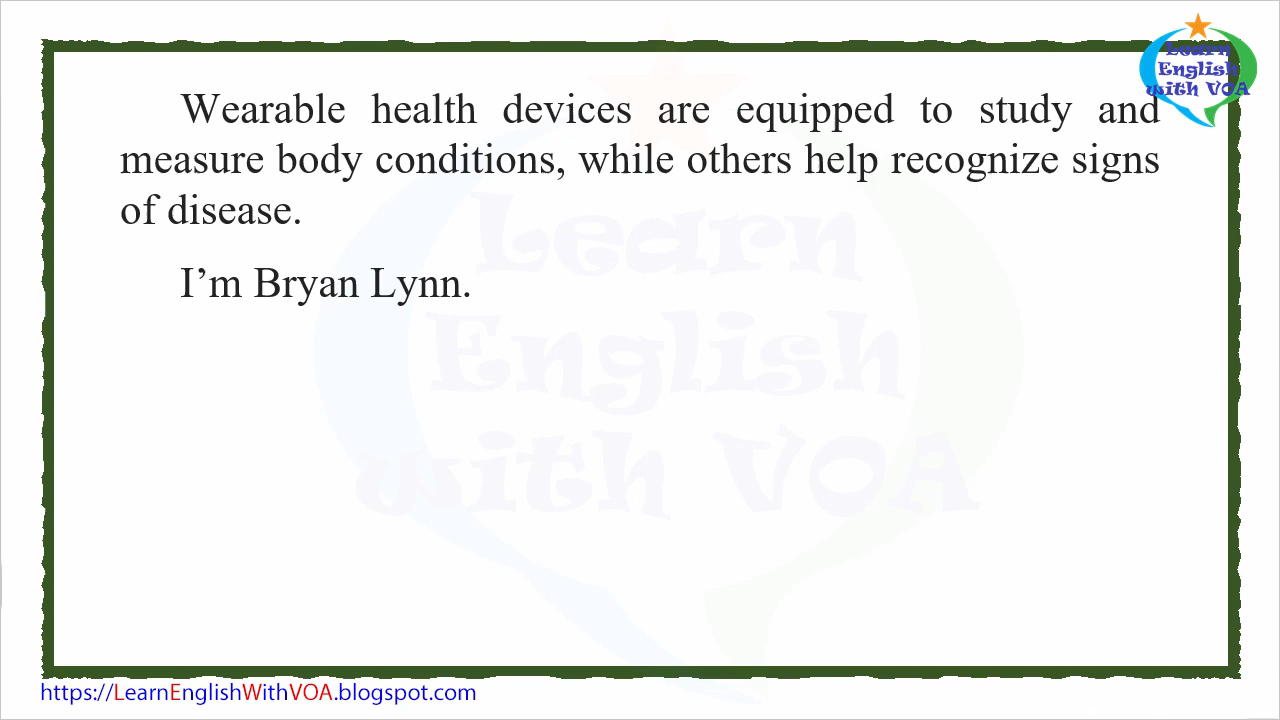 Learn
English
with VOA
Wearable health devices are equipped to study and
measure body conditions, while others help recognize signs
of disease.
I’m Bryan Lynn.
Learn
English
with VOA
https://LearnEnglishWithVOA.blogspot.com